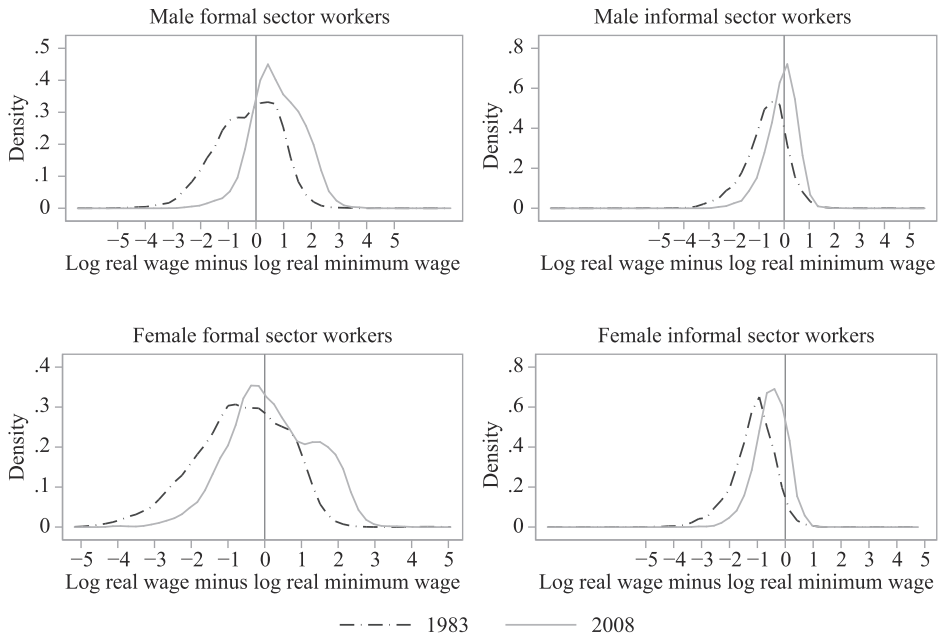 Male formal sector workers
Density
.5
.4
.3
.2
.1
0
−5 −4 −3 −2 −1 0 1 2 3 4 5
Log real wage minus log real minimum wage
Male informal sector workers
Density
.8
.6
.4
.2
0
−5 −4 −3 −2 −1 0 1 2 3 4 5
Log real wage minus log real minimum wage
Female formal sector workers
Density
.4
.3
.2
.1
0
−5 −4 −3 −2 −1 0 1 2 3 4 5
Log real wage minus log real minimum wage
Female informal sector workers
Density
.8
.6
.4
.2
0
−5 −4 −3 −2 −1 0 1 2 3 4 5
Log real wage minus log real minimum wage
1983 2008